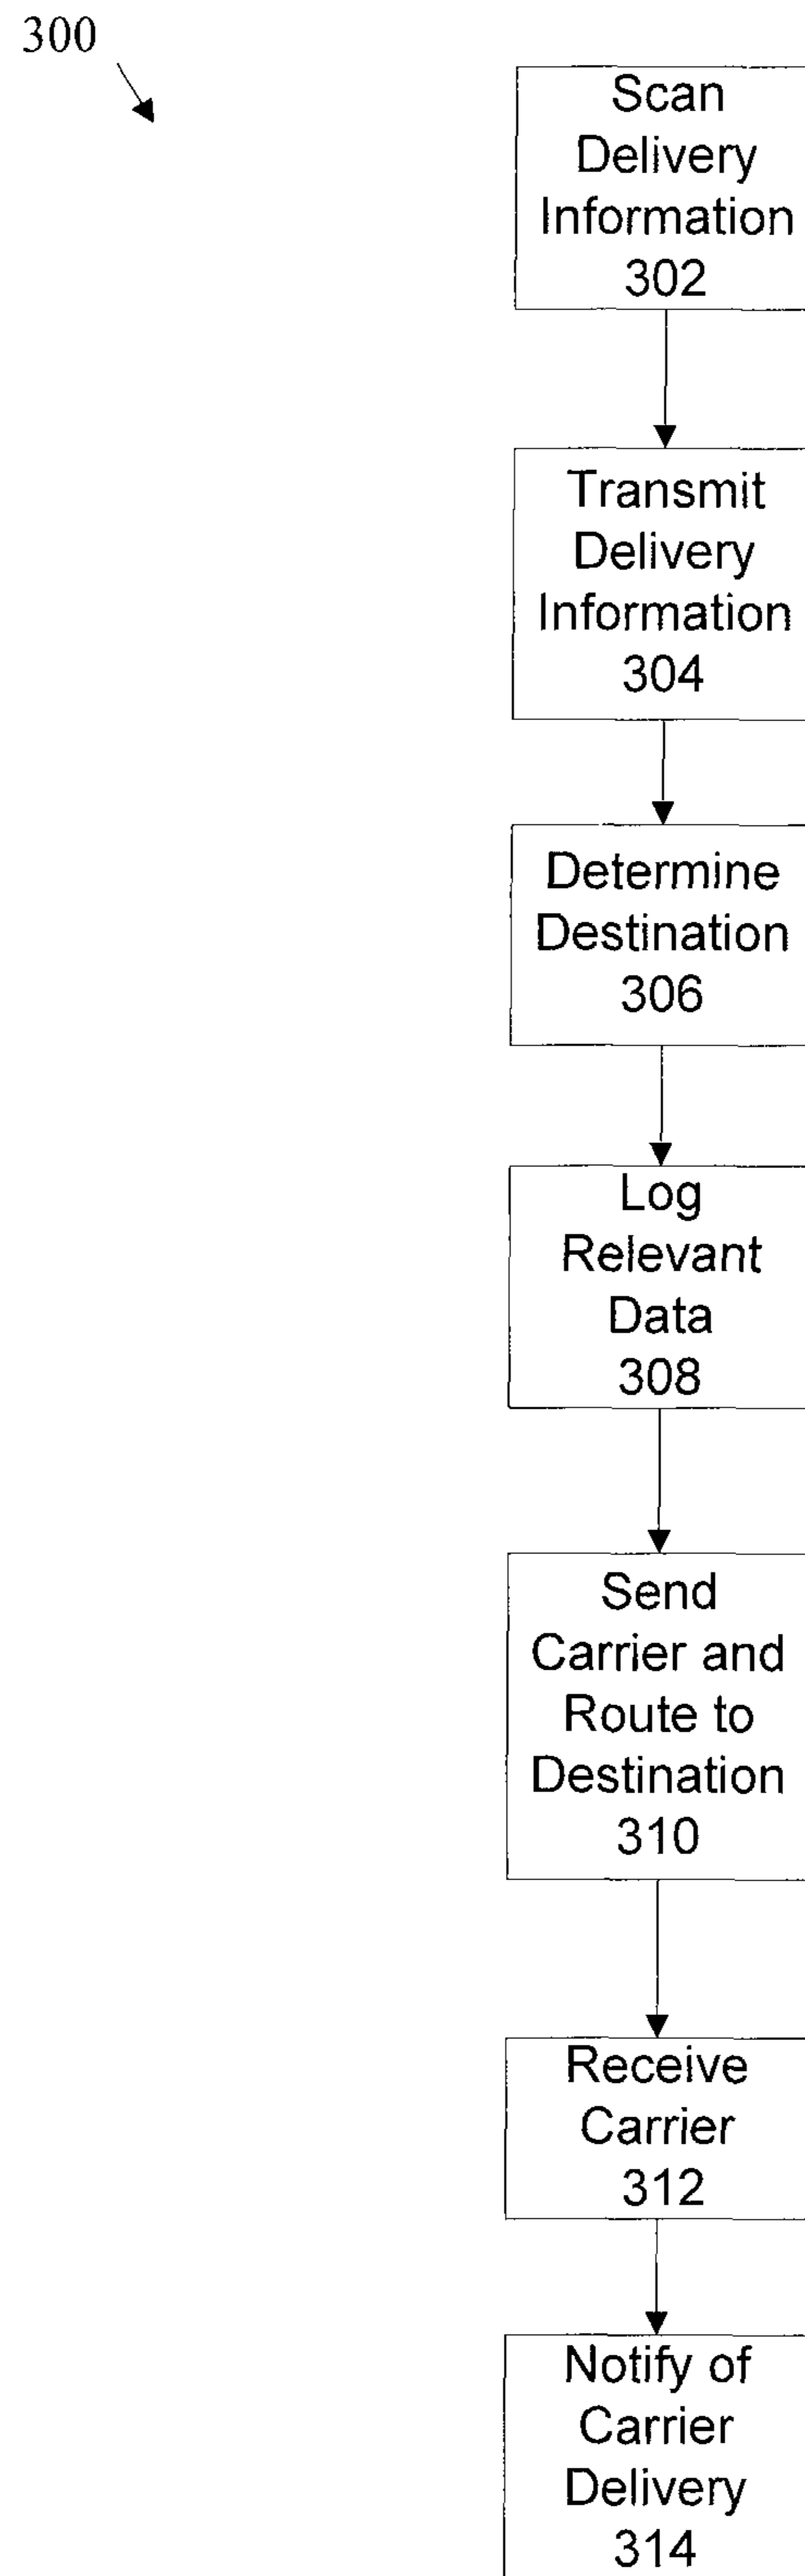 300
Scan
Delivery
Information
302
Transmit
Delivery
Information
304
Determine
Destination
306
Log
Relevant
Data
308
Send
Carrier and
Route to
Destination
310
Receive
Carrier
312
Notify of
Carrier
Delivery
314